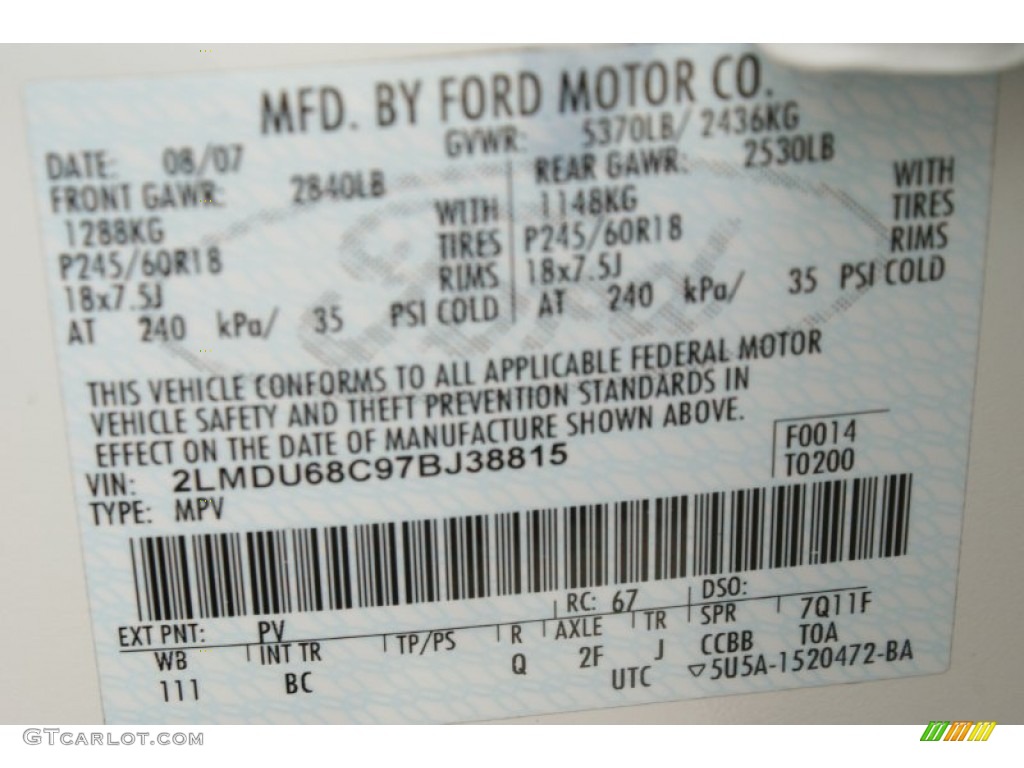 MFD. BY FORD MOTOR CO.
DATE: 08/07 GVWR: 5370LB/ 2436KG
FRONT GAWR: 2840LB REAR GAWR: 2530LB
1288KG WITH 1148KG WITH
P245/60R18 TIRES P245/60R18 TIRES
18x7.5J RIMS 18x7.5J RIMS
AT 240 kPa/ 35 PSI COLD AT 240 kPa/ 35 PSI COLD
THIS VEHICLE CONFORMS TO ALL APPLICABLE FEDERAL MOTOR
VEHICLE SAFETY AND THEFT PREVENTION STANDARDS IN
EFFECT ON THE DATE OF MANUFACTURE SHOWN ABOVE.
VIN: 2LMDU68C97BJ38815 F0014
TYPE: MPV T0200
EXT PNT: PV RC: 67 DSO:
WB INT TR TP/PS R AXLE TR SPR 7Q11F
111 BC Q 2F J CCBB TOA
UTC ▽5U5A-1520472-BA
GTCARLOT.COM